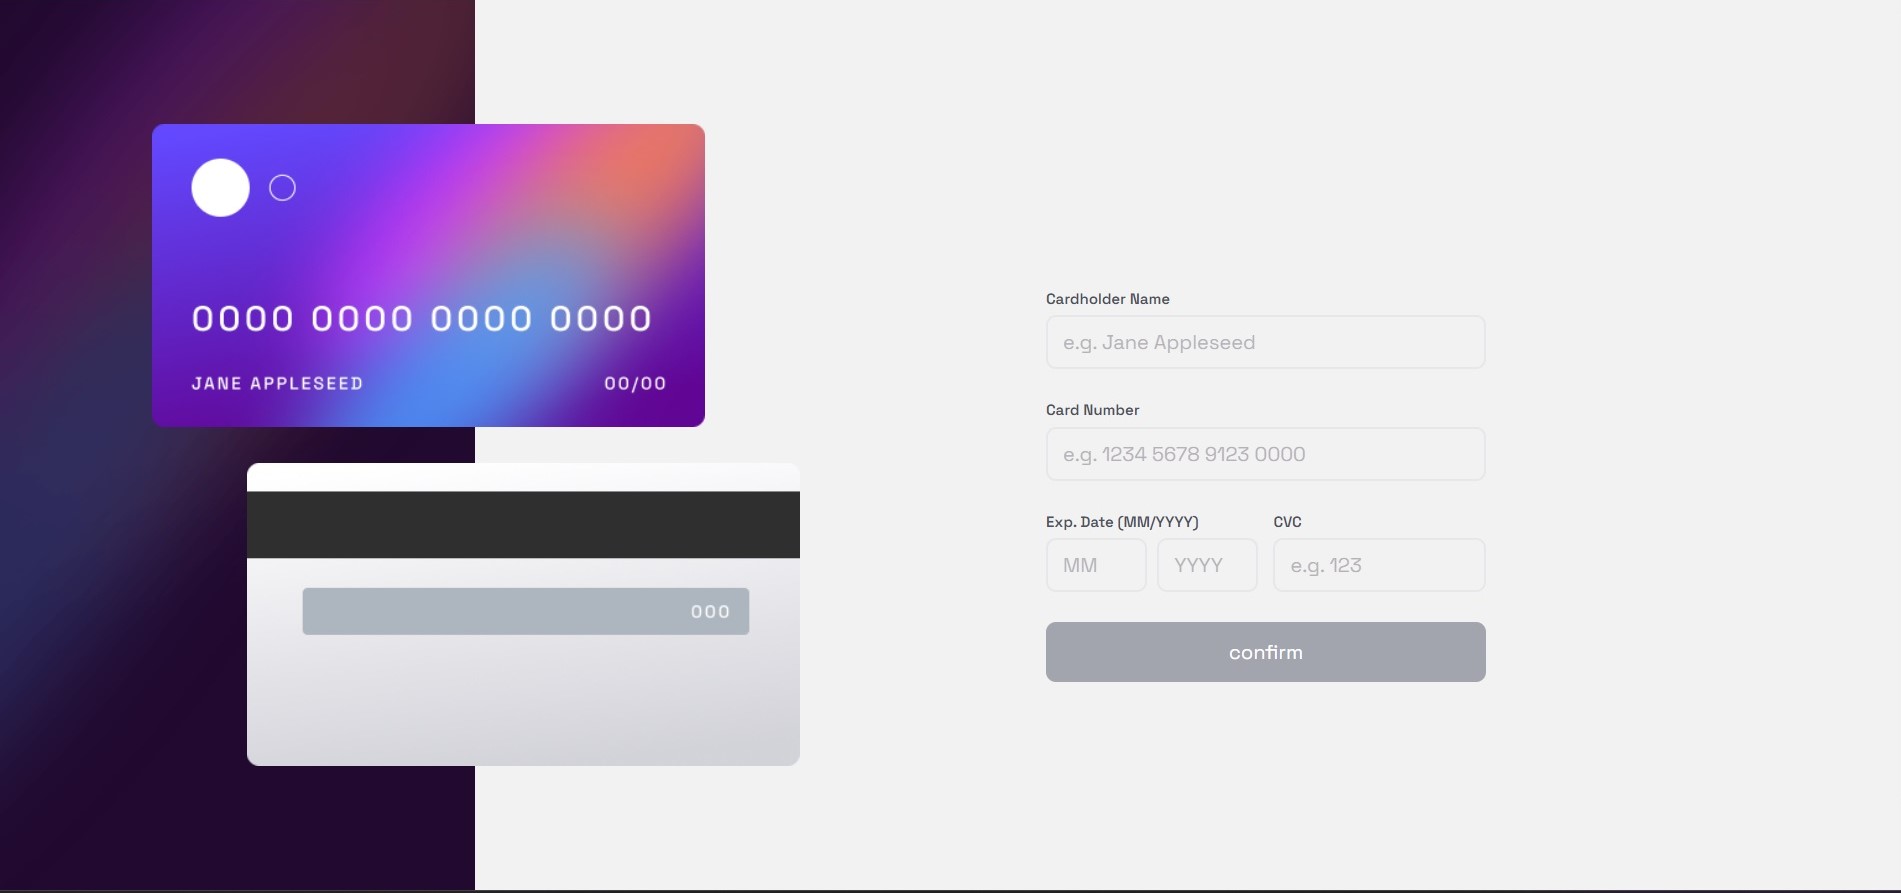 0000 0000 0000 0000
JANE APPLESEED 00/00
000
Cardholder Name
e.g. Jane Appleseed
Card Number
e.g. 1234 5678 9123 0000
Exp. Date (MM/YYYY) CVC
MM YYYY e.g. 123
confirm